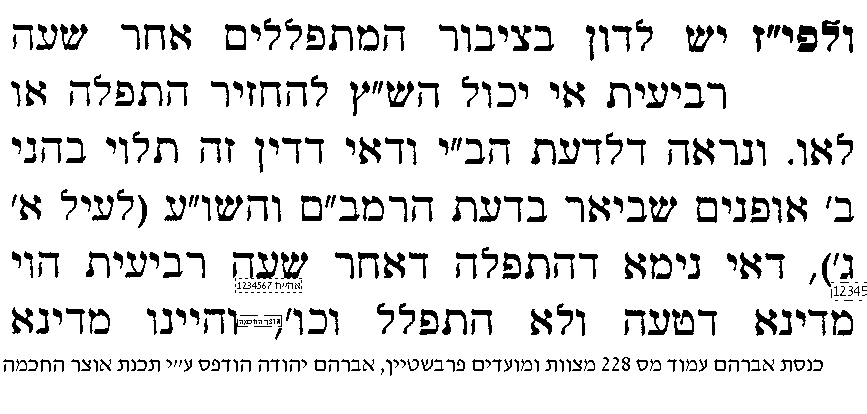 ולפי"ז יש לדון בציבור המתפללים אחר שעה
רביעית אי יכול הש"ץ להחזיר התפלה או
לאו. ונראה דלדעת הב"י ודאי דדין זה תלוי בהני
ב' אופנים שביאר בדעת הרמב"ם והשו"ע (לעיל א'
ג'), דאי נימא דהתפלה דאחר שעה רביעית הוי
אח"ח 1234567
12345
מדינא דטעה ולא התפלל וכו', והיינו מדינא
אוצר החכמה
כנסת אברהם עמוד מס 228 מצוות ומועדים פרבשטיין, אברהם יהודה הודפס ע"י תכנת אוצר החכמה